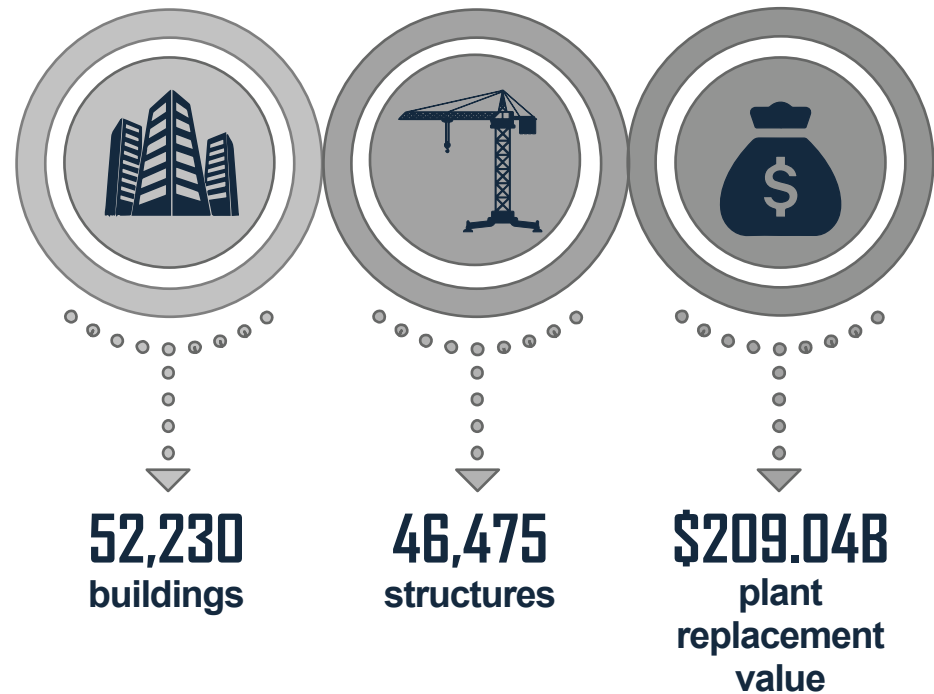 $
52,230
buildings
46,475
structures
$209.04B
plant
replacement
value